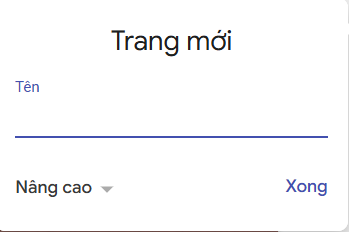 Trang mới
Tên
Nâng cao
Xong